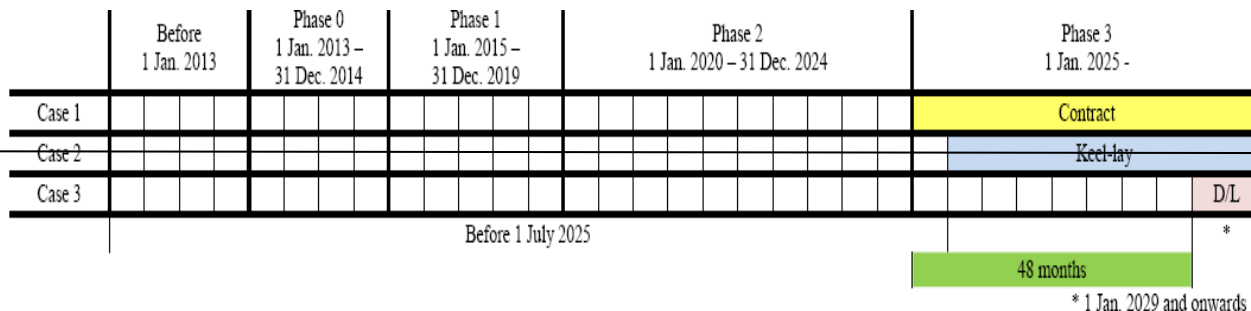 Before
1 Jan. 2013
Phase 0
1 Jan. 2013 –
31 Dec. 2014
Phase 1
1 Jan. 2015 –
31 Dec. 2019
Phase 2
1 Jan. 2020 – 31 Dec. 2024
Phase 3
1 Jan. 2025 -
Case 1
Contract
Case 2
Keel-lay
Case 3
D/L
Before 1 July 2025
*
48 months
* 1 Jan. 2029 and onwards